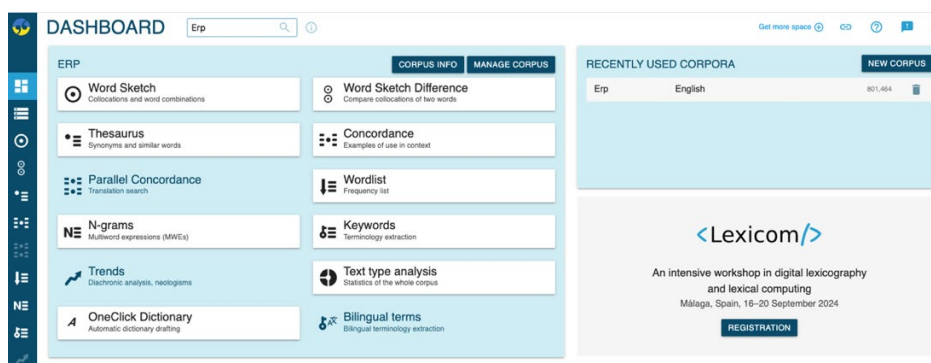 DASHBOARD
Erp
Get more space
ERP
CORPUS INFO
MANAGE CORPUS
Word Sketch
Collocations and word combinations
Word Sketch Difference
Compare collocations of two words
Thesaurus
Synonyms and similar words
Concordance
Examples of use in context
Parallel Concordance
Translation search
Wordlist
Frequency list
N-grams
Multiword expressions (MWEs)
Keywords
Terminology extraction
Trends
Diachronic analysis, neologisms
Text type analysis
Statistics of the whole corpus
OneClick Dictionary
Automatic dictionary drafting
Bilingual terms
Bilingual terminology extraction
RECENTLY USED CORPORA
NEW CORPUS
Erp English 801,464
<Lexicom/>
An intensive workshop in digital lexicography
and lexical computing
Málaga, Spain, 16–20 September 2024
REGISTRATION